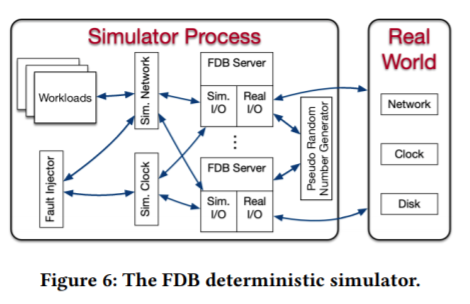 Simulator Process
Real
World
Workloads
Sim. Network
FDB Server
Sim.
I/O
Real
I/O
Network
Pseudo Random
Number Generator
Clock
Fault Injector
Sim. Clock
FDB Server
Sim.
I/O
Real
I/O
Disk
Figure 6: The FDB deterministic simulator.